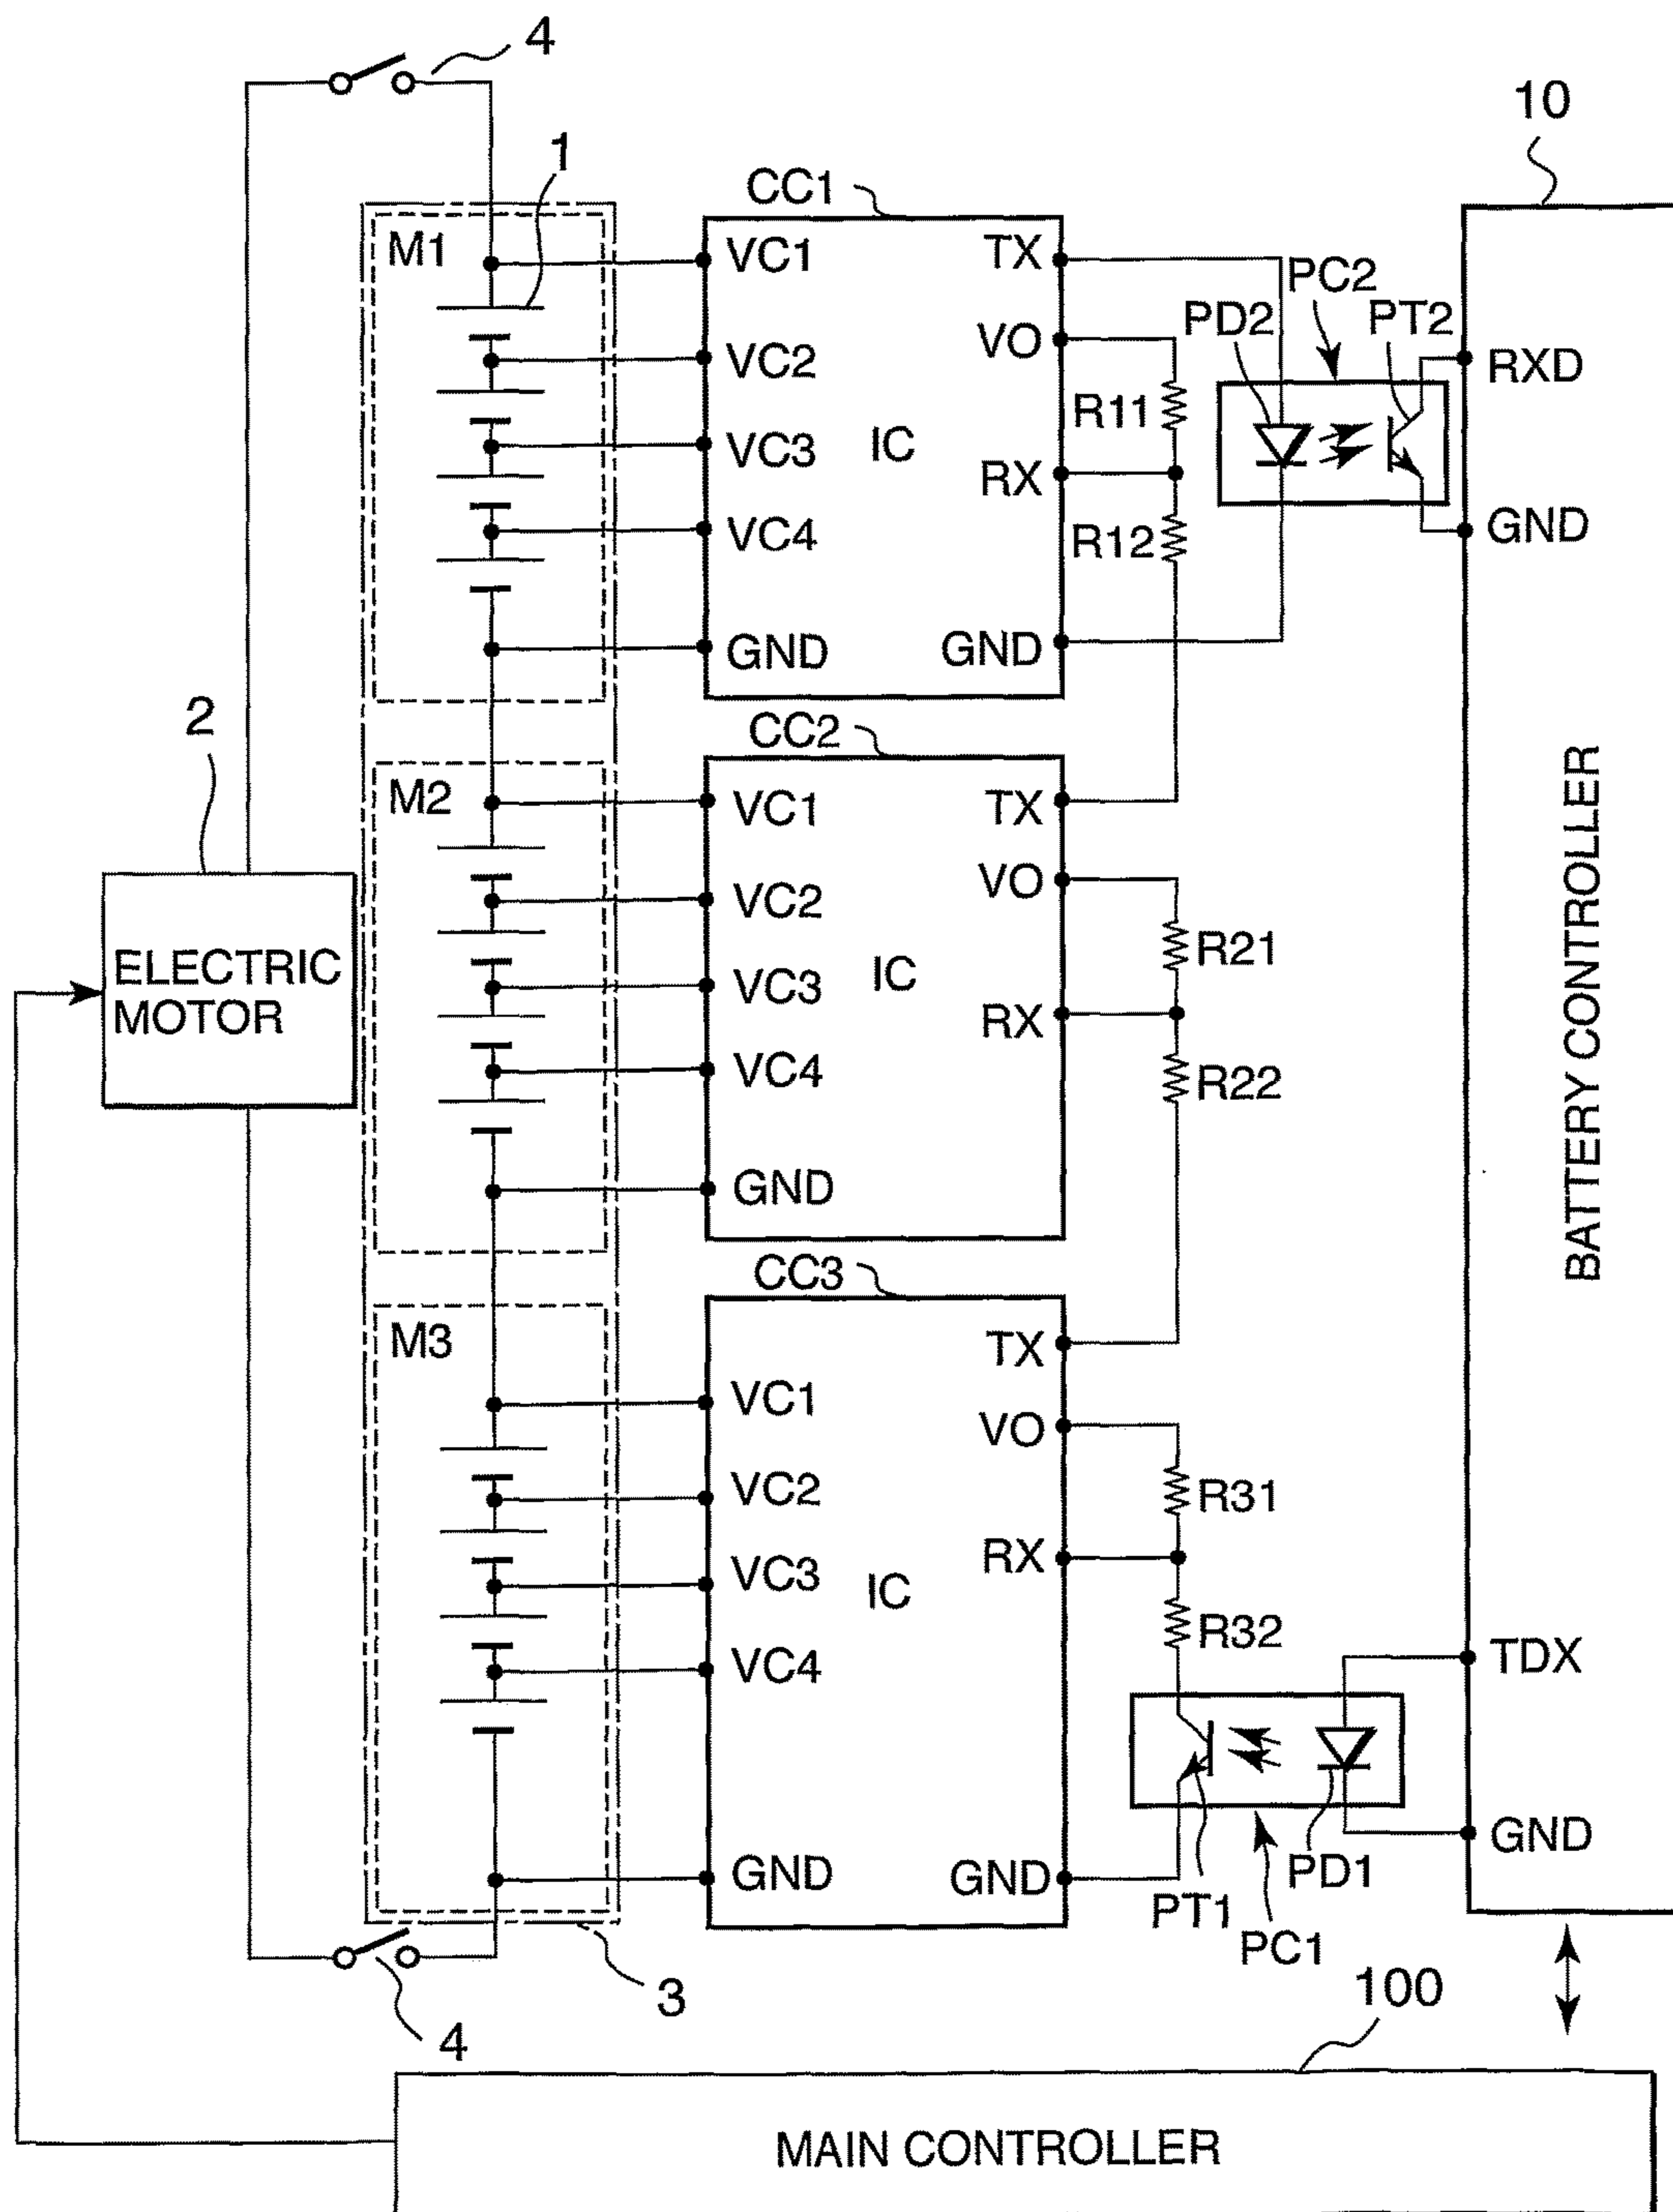 4
10
1
CC1
M1
VC1
TX
PC2
PD2
PT2
VO
VC2
RXD
R11
VC3
IC
RX
VC4
R12
GND
GND
GND
2
CC2
M2
VC1
TX
VO
VC2
R21
ELECTRIC
MOTOR
VC3
IC
RX
VC4
R22
GND
BATTERY CONTROLLER
CC3
M3
TX
VC1
VO
VC2
R31
RX
VC3
IC
R32
VC4
TDX
GND
GND
GND
PD1
PT1
PC1
3
4
100
MAIN CONTROLLER